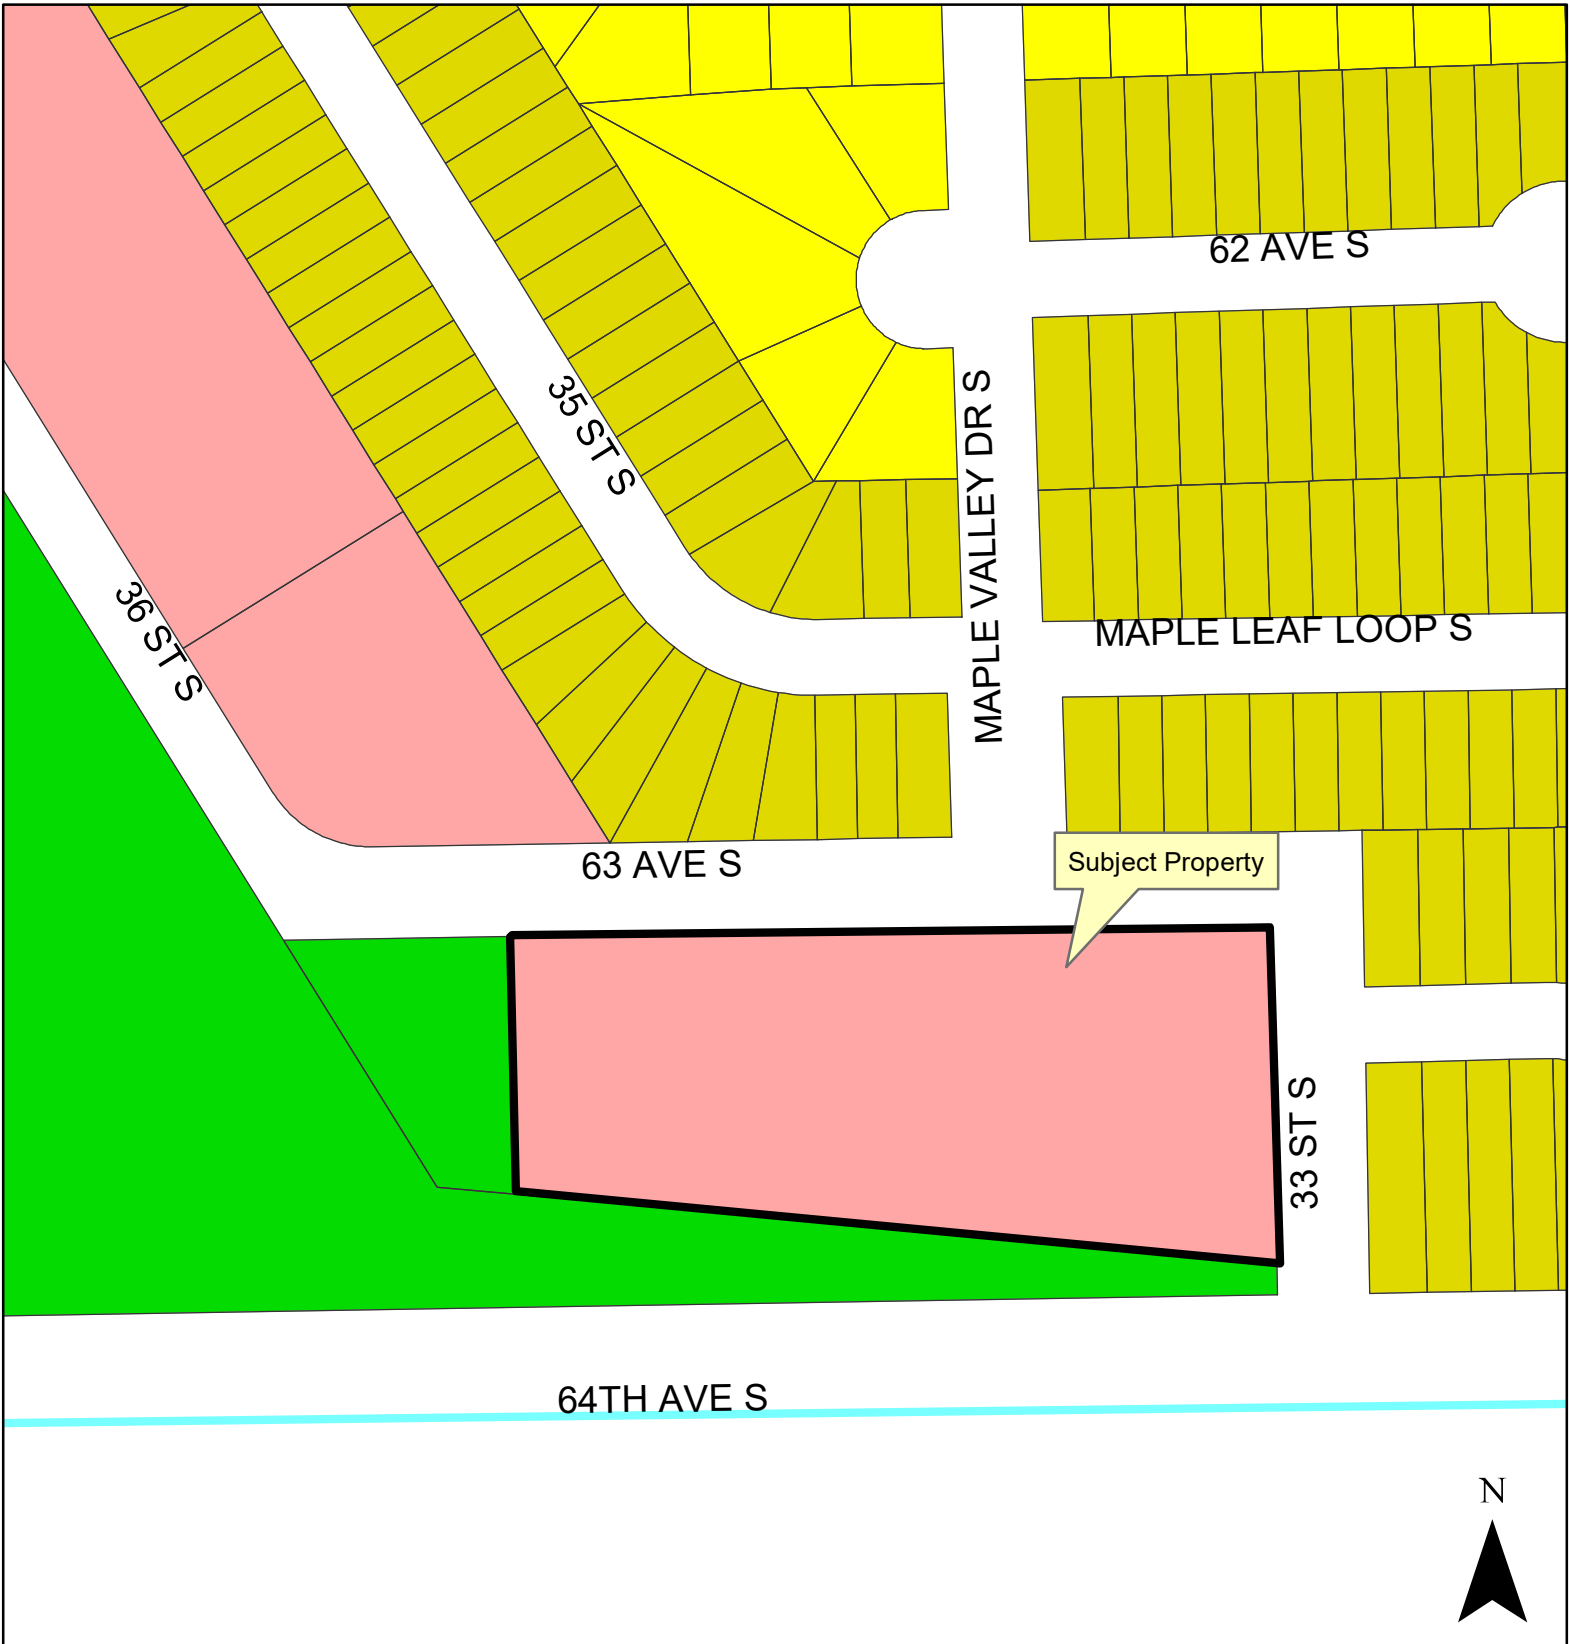 62 AVE S
35 ST S
MAPLE VALLEY DR S
36 ST S
MAPLE LEAF LOOP S
63 AVE S
Subject Property
33 ST S
64TH AVE S
N